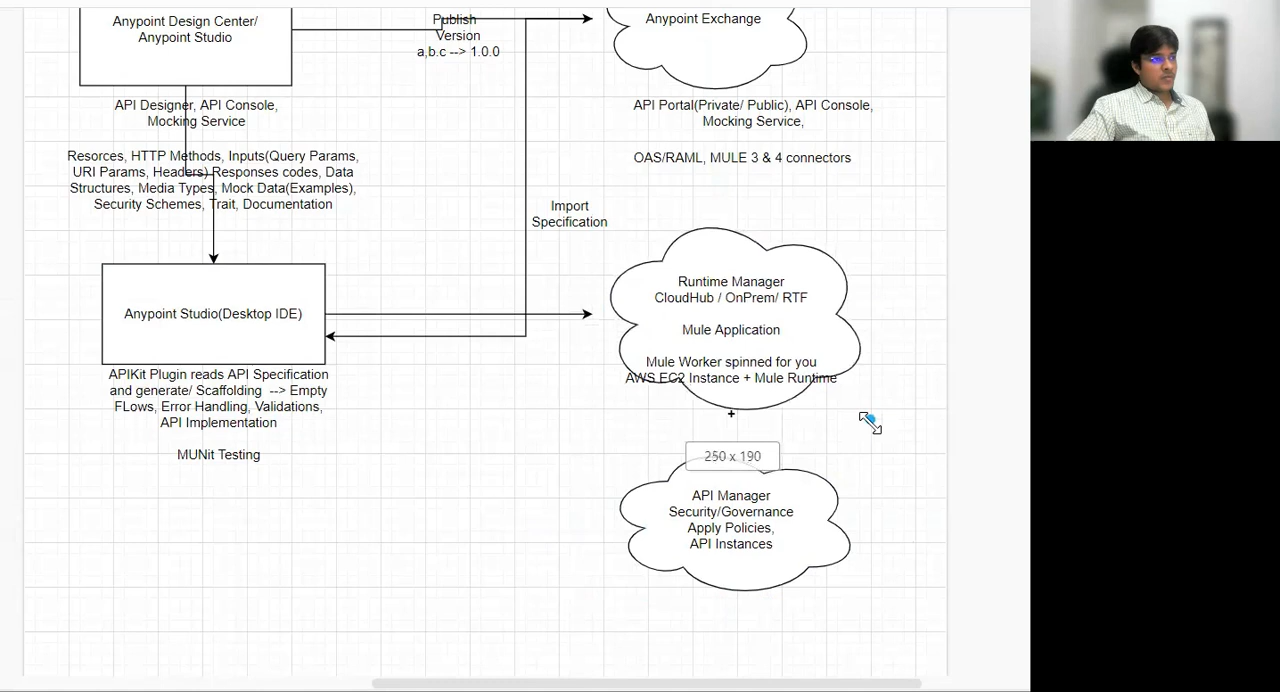 Anypoint Design Center/
Anypoint Studio
Publish
Version
a,b.c --> 1.0.0
Anypoint Exchange
API Designer, API Console,
Mocking Service
API Portal(Private/ Public), API Console,
Mocking Service,
Resorces, HTTP Methods, Inputs(Query Params,
URI Params, Headers) Responses codes, Data
Structures, Media Types, Mock Data(Examples),
Security Schemes, Trait, Documentation
OAS/RAML, MULE 3 & 4 connectors
Import
Specification
Anypoint Studio(Desktop IDE)
Runtime Manager
CloudHub / OnPrem/ RTF
Mule Application
Mule Worker spinned for you
AWS EC2 Instance + Mule Runtime
APIKit Plugin reads API Specification
and generate/ Scaffolding --> Empty
FLows, Error Handling, Validations,
API Implementation
MUNit Testing
+
250 x 190
API Manager
Security/Governance
Apply Policies,
API Instances